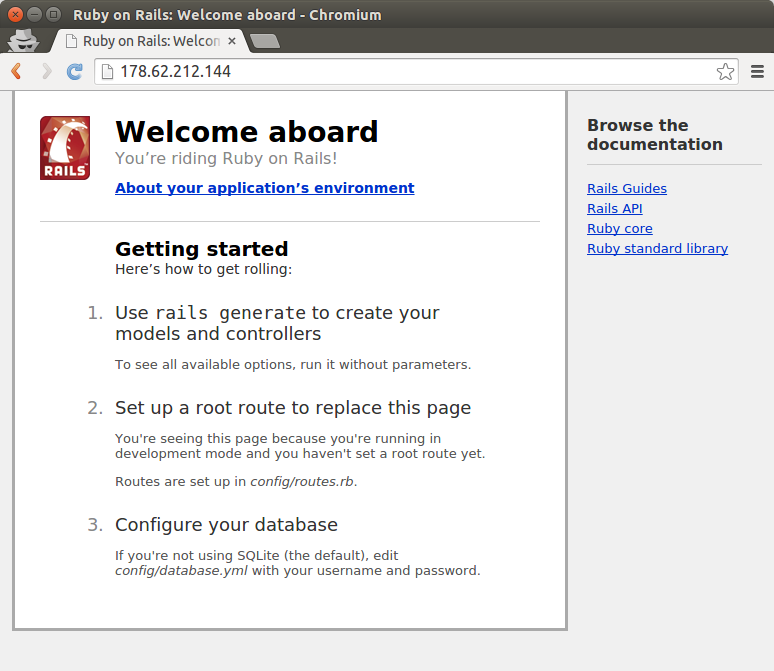 Ruby on Rails: Welcome aboard - Chromium
Ruby on Rails: Welcom
178.62.212.144
RAILS
Welcome aboard
You’re riding Ruby on Rails!
About your application’s environment
Getting started
Here’s how to get rolling:
1. Use rails generate to create your
models and controllers
To see all available options, run it without parameters.
2. Set up a root route to replace this page
You're seeing this page because you're running in
development mode and you haven't set a root route yet.
Routes are set up in config/routes.rb.
3. Configure your database
If you're not using SQLite (the default), edit
config/database.yml with your username and password.
Browse the
documentation
Rails Guides
Rails API
Ruby core
Ruby standard library